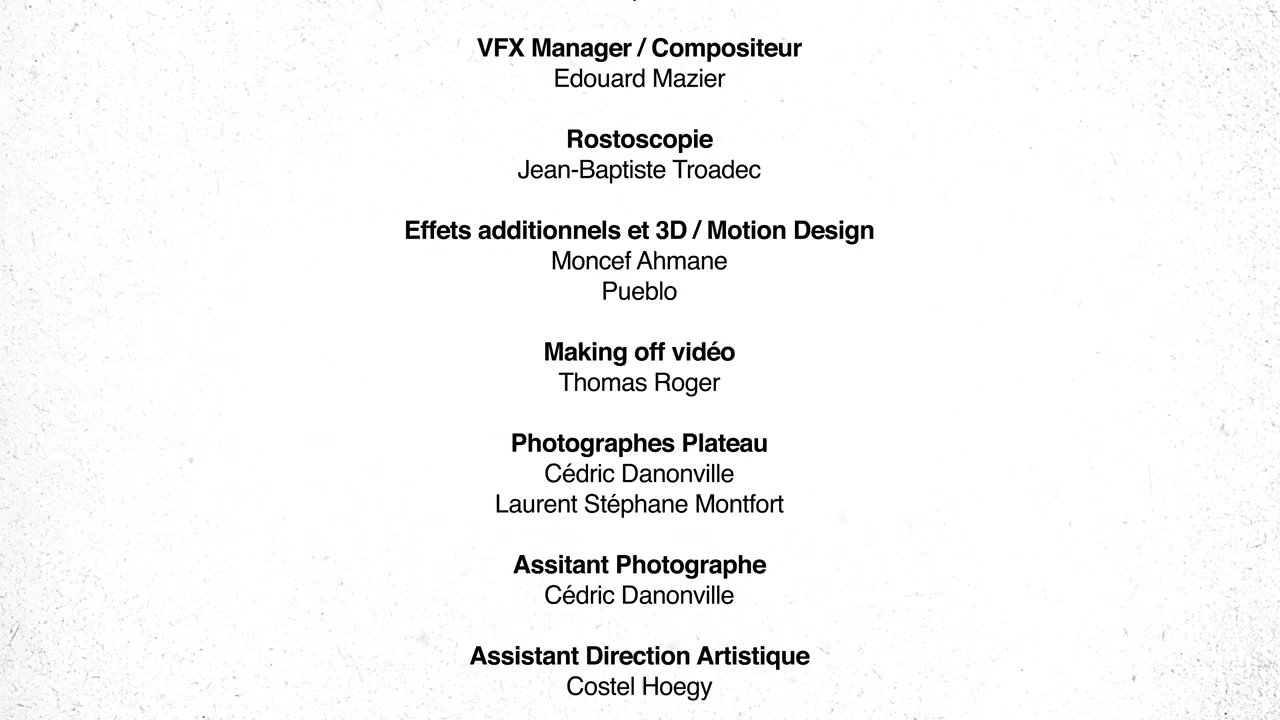 VFX Manager / Compositeur
Edouard Mazier
Rostoscopie
Jean-Baptiste Troadec
Effets additionnels et 3D / Motion Design
Moncef Ahmane
Pueblo
Making off vidéo
Thomas Roger
Photographes Plateau
Cédric Danonville
Laurent Stéphane Montfort
Assitant Photographe
Cédric Danonville
Assistant Direction Artistique
Costel Hoegy